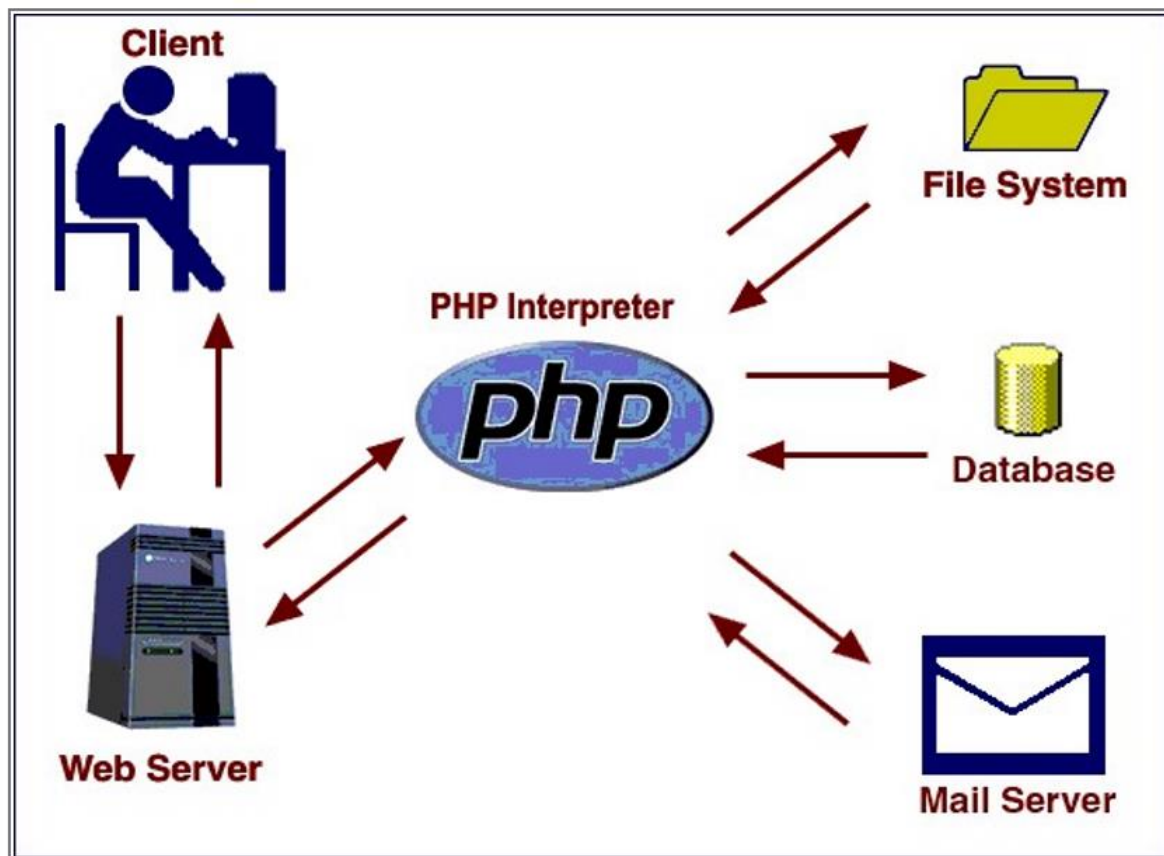 Client
File System
PHP Interpreter
php
Database
Web Server
Mail Server